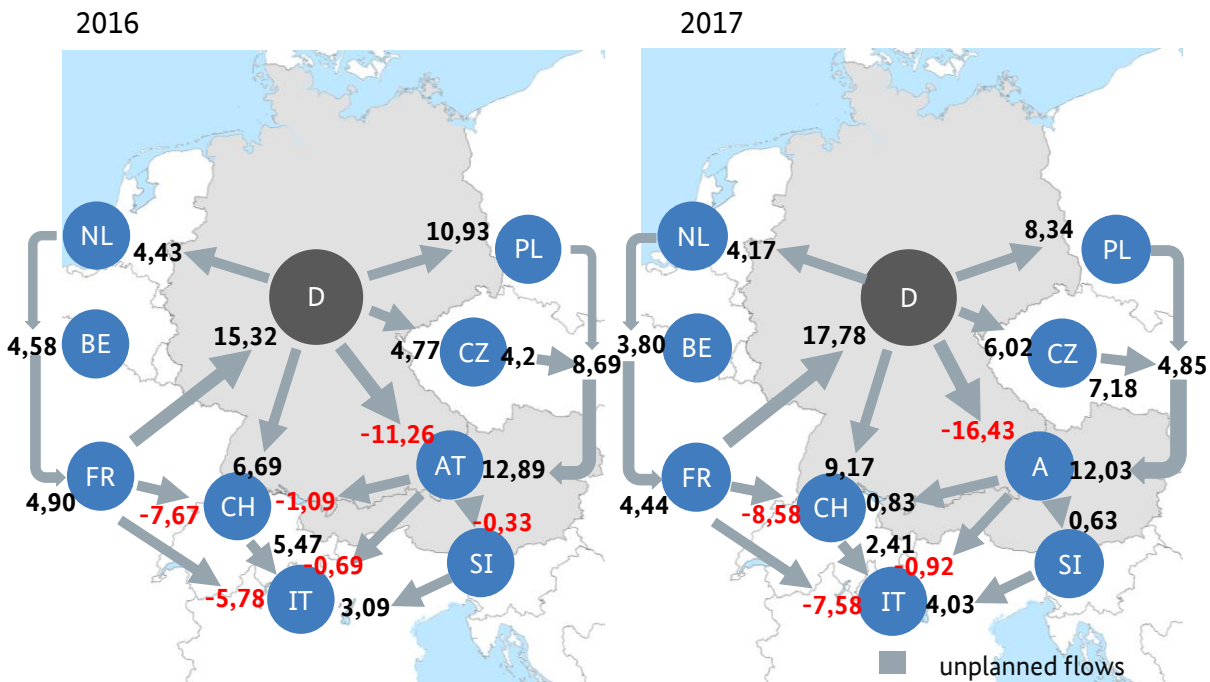 2016
NL
4,43
10,93
PL
D
4,58
BE
15,32
4,77
CZ
4,2
8,69
-11,26
AT
12,89
FR
4,90
6,69
-7,67
CH
-1,09
-0,33
5,47
-0,69
SI
-5,78
IT
3,09
2017
NL
4,17
8,34
PL
D
3,80
BE
17,78
6,02
CZ
7,18
4,85
-16,43
A
12,03
FR
4,44
9,17
-8,58
CH
0,83
0,63
2,41
-0,92
SI
-7,58
IT
4,03
unplanned flows